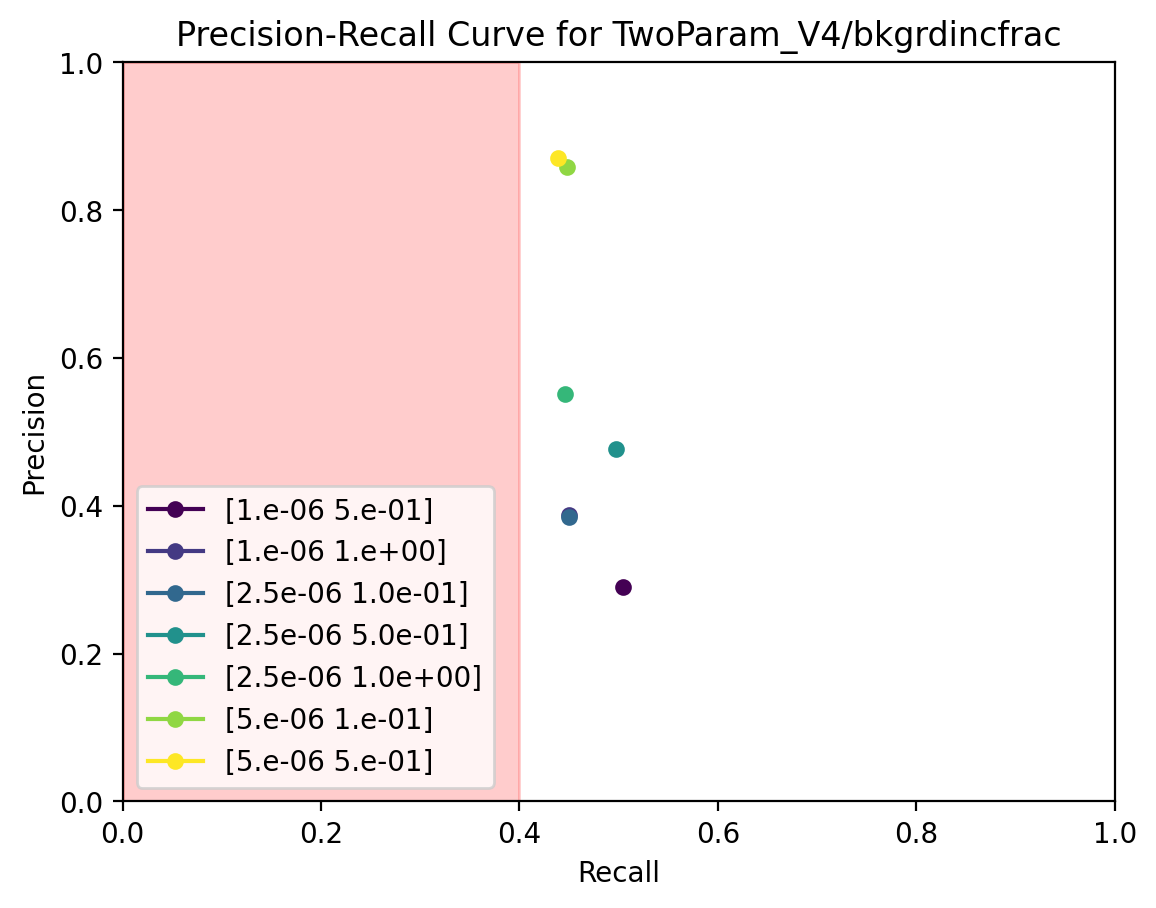 Precision-Recall Curve for TwoParam_V4/bkgrdincfrac
1.0
0.8
0.6
0.4
0.2
0.0
Precision
[1.e-06 5.e-01]
[1.e-06 1.e+00]
[2.5e-06 1.0e-01]
[2.5e-06 5.0e-01]
[2.5e-06 1.0e+00]
[5.e-06 1.e-01]
[5.e-06 5.e-01]
0.0 0.2 0.4 0.6 0.8 1.0
Recall